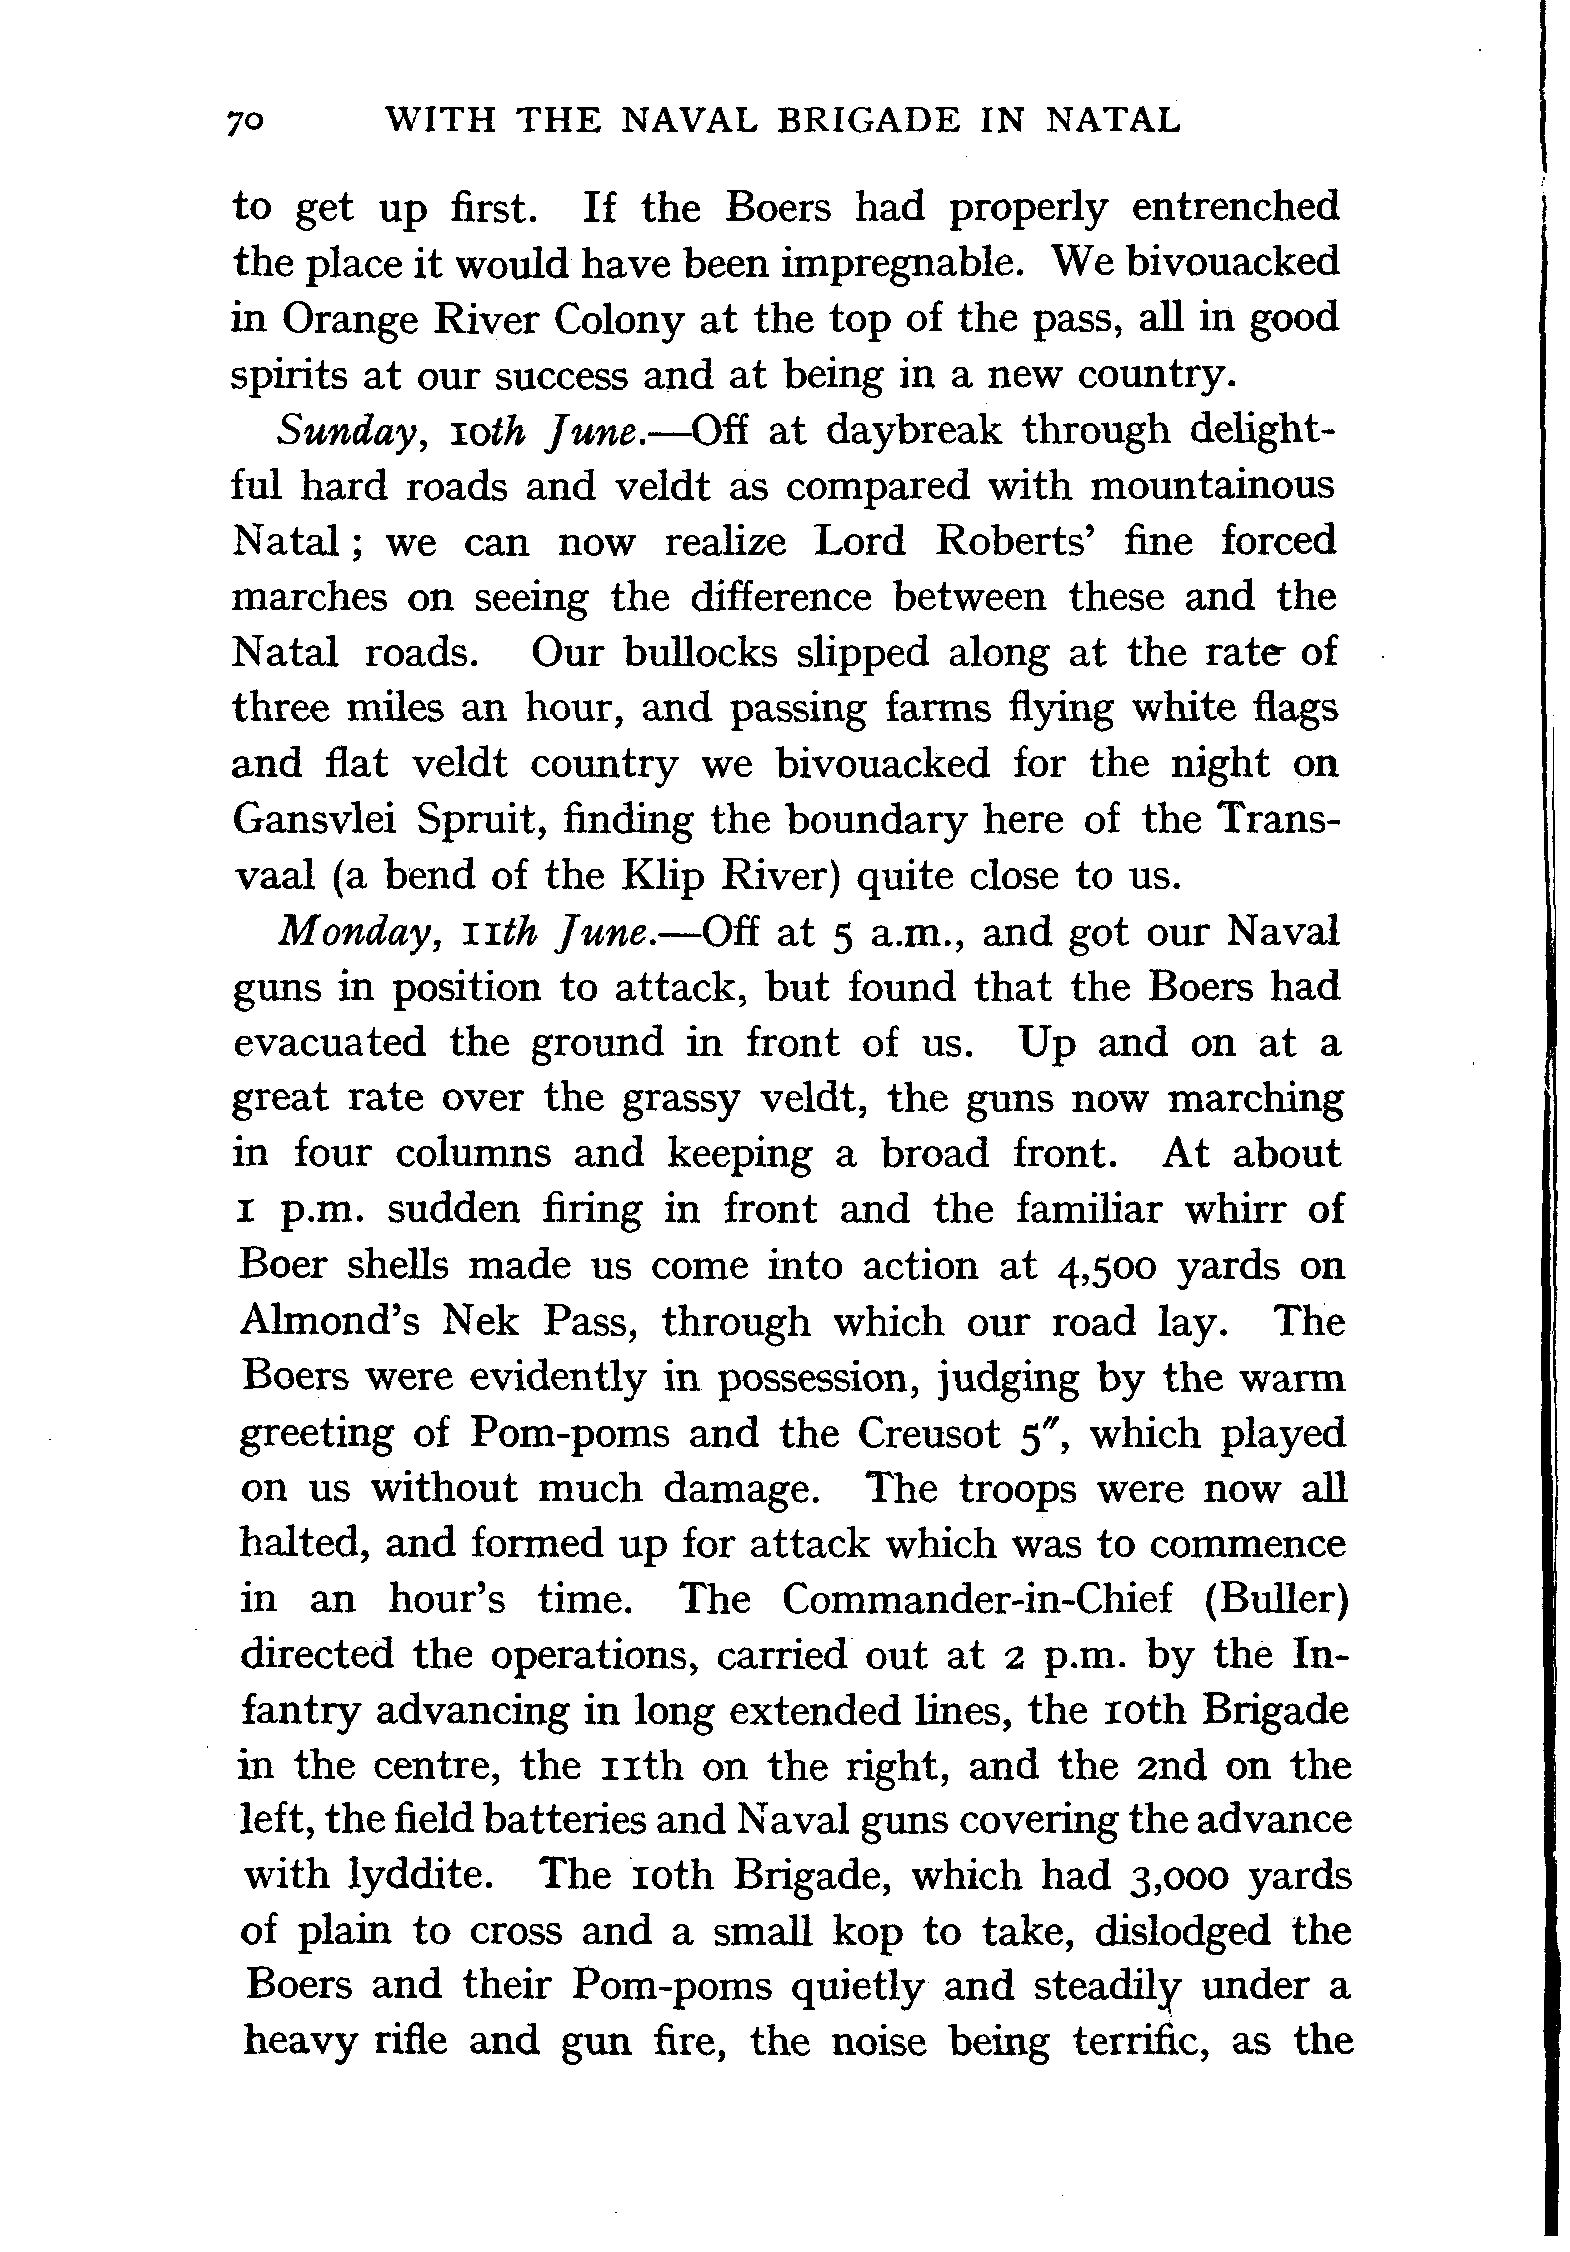 70 WITH THE NAVAL BRIGADE IN NATAL
to get up first. If the Boers had properly entrenched
the place it would have been impregnable. We bivouacked
in Orange River Colony at the top of the pass, all in good
spirits at our success and at being in a new country.
Sunday, 10th June.—Off at daybreak through delight-
ful hard roads and veldt as compared with mountainous
Natal; we can now realize Lord Roberts' fine forced
marches on seeing the difference between these and the
Natal roads. Our bullocks slipped along at the rate of
three miles an hour, and passing farms flying white flags
and flat veldt country we bivouacked for the night on
Gansvlei Spruit, finding the boundary here of the Trans-
vaal (a bend of the Klip River) quite close to us.
Monday, 11th June.—Off at 5 a.m., and got our Naval
guns in position to attack, but found that the Boers had
evacuated the ground in front of us. Up and on at a
great rate over the grassy veldt, the guns now marching
in four columns and keeping a broad front. At about
1 p.m. sudden firing in front and the familiar whirr of
Boer shells made us come into action at 4,500 yards on
Almond's Nek Pass, through which our road lay. The
Boers were evidently in possession, judging by the warm
greeting of Pom-poms and the Creusot 5″, which played
on us without much damage. The troops were now all
halted, and formed up for attack which was to commence
in an hour's time. The Commander-in-Chief (Buller)
directed the operations, carried out at 2 p.m. by the In-
fantry advancing in long extended lines, the 10th Brigade
in the centre, the 11th on the right, and the 2nd on the
left, the field batteries and Naval guns covering the advance
with lyddite. The 10th Brigade, which had 3,000 yards
of plain to cross and a small kop to take, dislodged the
Boers and their Pom-poms quietly and steadily under a
heavy rifle and gun fire, the noise being terrific, as the